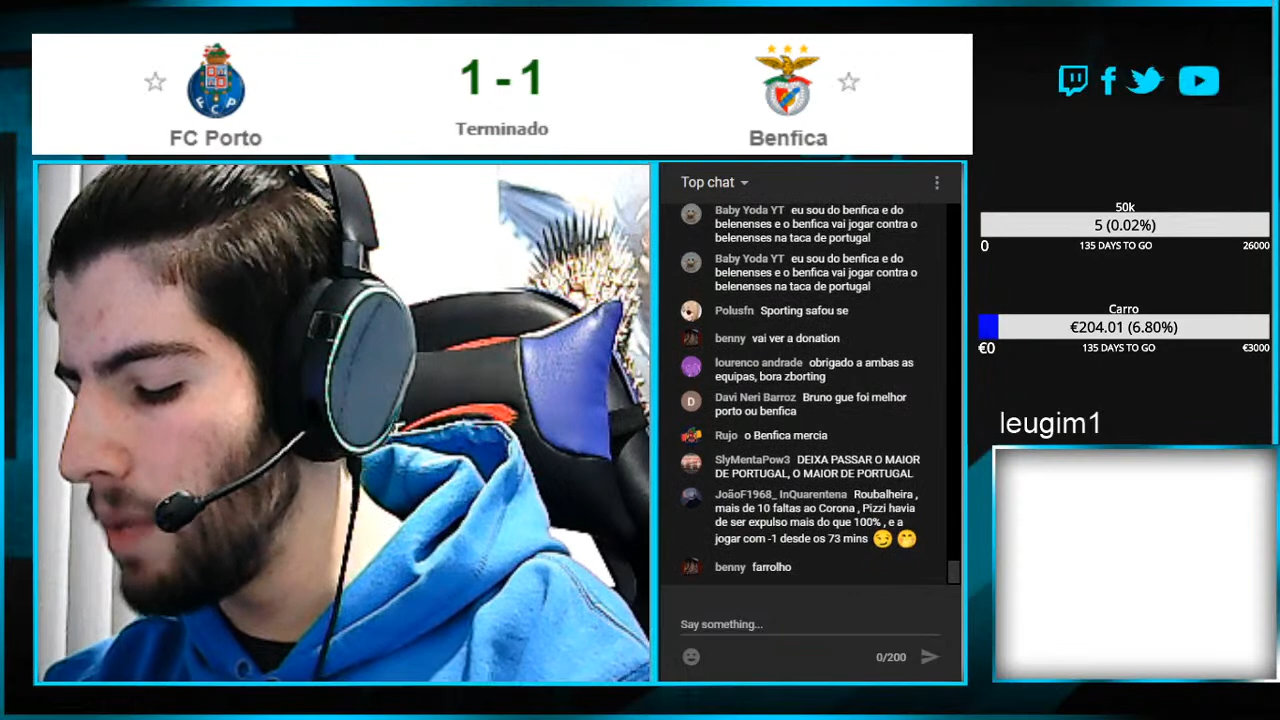 1 - 1
Terminado
FC Porto
Benfica
FCP
Top chat
Baby Yoda YT eu sou do benfica e do
belenenses e o benfica vai jogar contra o
belenenses na taca de portugal
Baby Yoda YT eu sou do benfica e do
belenenses e o benfica vai jogar contra o
belenenses na taca de portugal
Polusfn Sporting safou se
benny vai ver a donation
lourenco andrade obrigado a ambas as
equipas, bora zborting
D
Davi Neri Barroz Bruno gue foi melhor
porto ou benfica
Rujo o Benfica mercia
SlyMentaPow3 DEIXA PASSAR O MAIOR
DE PORTUGAL, O MAIOR DE PORTUGAL
JoãoF1968_ InQuarentena Roubalheira ,
mais de 10 faltas ao Corona , Pizzi havia
de ser expulso mais do que 100% , e a
jogar com -1 desde os 73 mins
benny farrolho
Say something...
0/200
50k
5 (0.02%)
0
135 DAYS TO GO
26000
Carro
€204.01 (6.80%)
€0
135 DAYS TO GO
€3000
leugim1